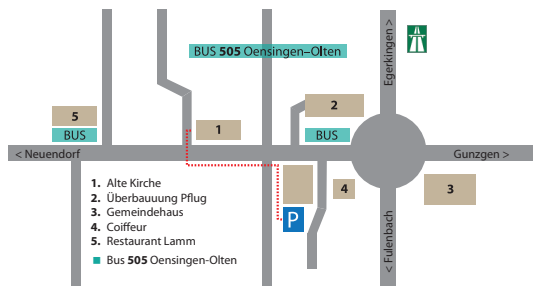 BUS 505 Oensingen–Olten
Egerkingen >
5
BUS
1
2
BUS
< Neuendorf
Gunzgen >
1. Alte Kirche
2. Überbauuung Pflug
3. Gemeindehaus
4. Coiffeur
5. Restaurant Lamm
Bus 505 Oensingen-Olten
P
4
3
< Fulenbach